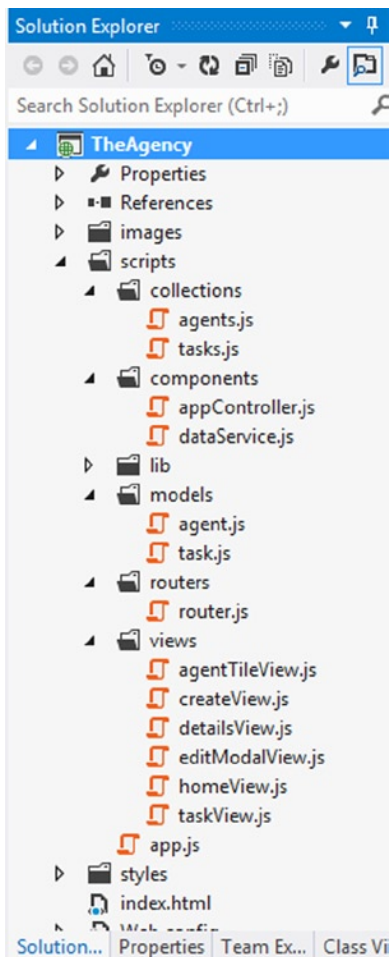 Solution Explorer
Search Solution Explorer (Ctrl+;)
TheAgency
Properties
References
images
scripts
collections
agents.js
tasks.js
components
appController.js
dataService.js
lib
models
agent.js
task.js
routers
router.js
views
agentTileView.js
createView.js
detailsView.js
editModalView.js
homeView.js
taskView.js
app.js
styles
index.html
Web.config
Solution... Properties Team Ex... Class Vi